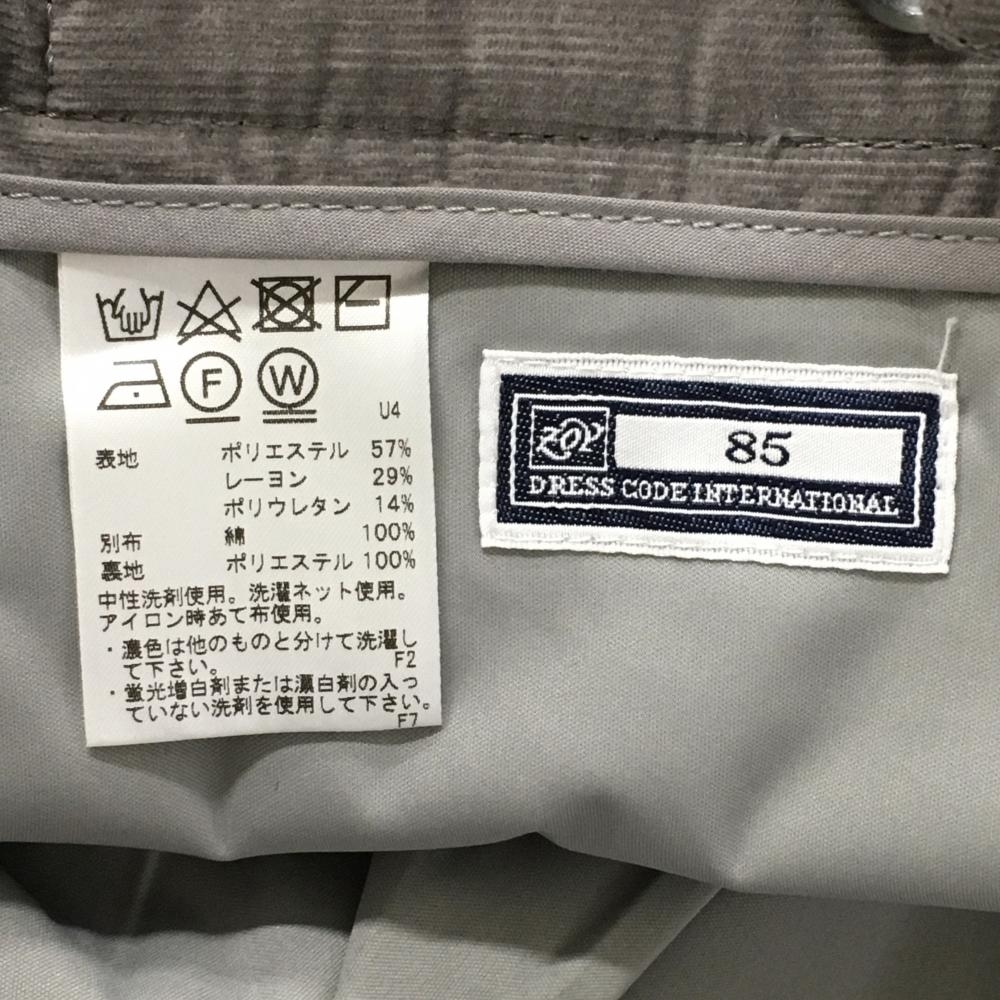 F W
U4
表地 ポリエステル 57%
レーヨン 29%
ポリウレタン 14%
別布 綿 100%
裏地 ポリエステル 100%
中性洗剤使用。洗濯ネット使用。
アイロン時あて布使用。
・濃色は他のものと分けて洗濯し
て下さい。 F2
・蛍光増白剤または漂白剤の入っ
ていない洗剤を使用して下さい。
F7
ZOY
85
DRESS CODE INTERNATIONAL